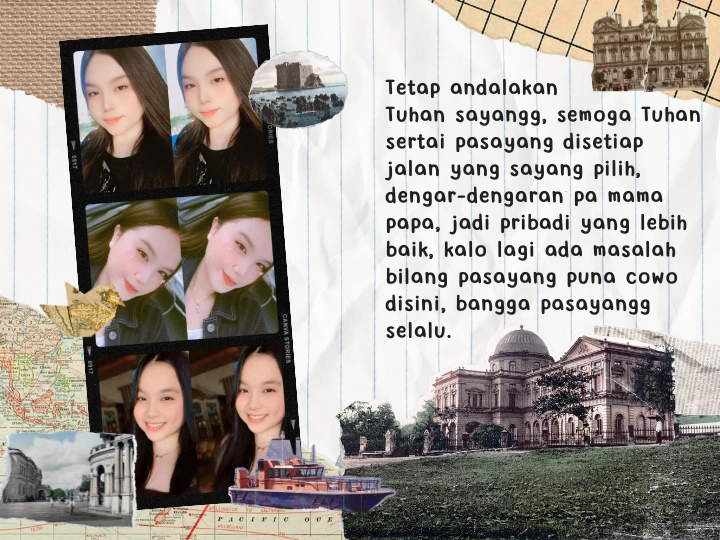 Tetap andalakan
Tuhan sayangg, semoga Tuhan
sertai pasayang disetiap
jalan yang sayang pilih,
dengar-dengaran pa mama
papa, jadi pribadi yang lebih
baik, kalo lagi ada masalah
bilang pasayang puna cowo
disini, bangga pasayangg
selalu.
CANVA STORIES
PACIFIC OCE